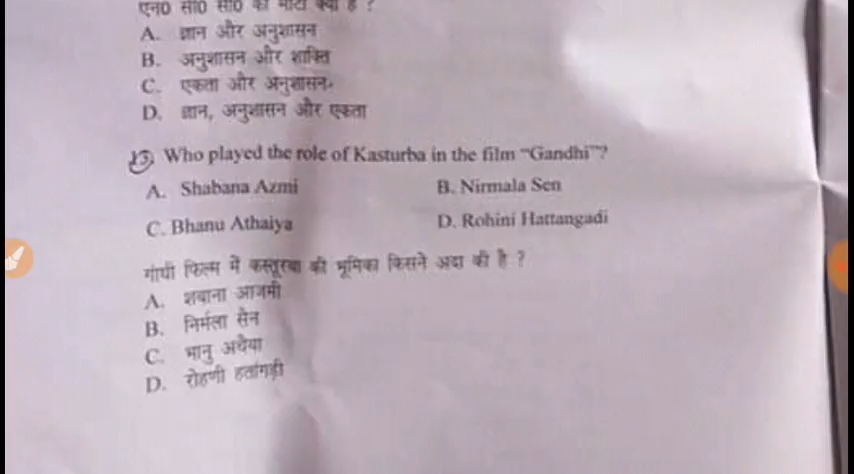 एन0 सी0 सी0 का मोटो क्या है ?
A. ज्ञान और अनुशासन
B. अनुशासन और शक्ति
C. एकता और अनुशासन
D. ज्ञान, अनुशासन और एकता
13. Who played the role of Kasturba in the film “Gandhi”?
A. Shabana Azmi B. Nirmala Sen
C. Bhanu Athaiya D. Rohini Hattangadi
गांधी फिल्म में कस्तूरबा की भूमिका किसने अदा की है ?
A. शबाना आजमी
B. निर्मला सेन
C. भानु अथैया
D. रोहणी हतांगड़ी